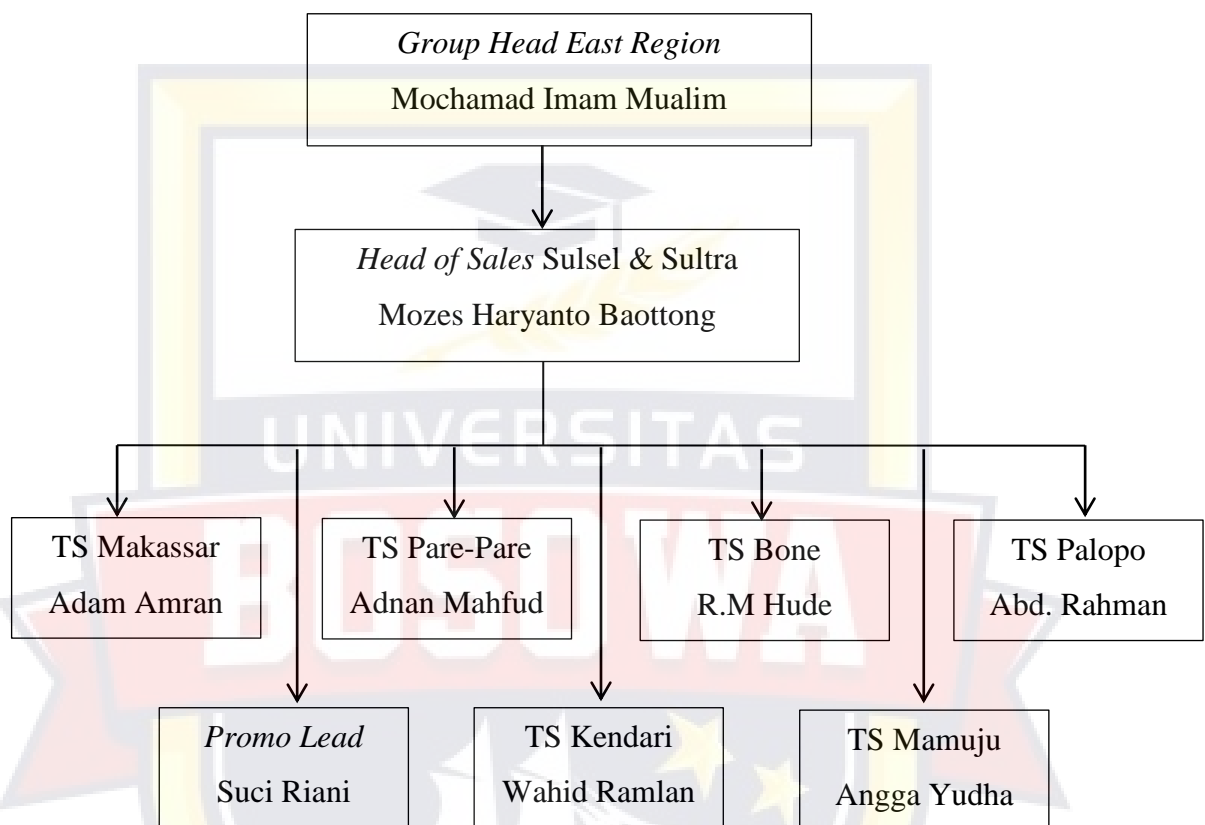 Group Head East Region
Mochamad Imam Mualim
Head of Sales Sulsel & Sultra
Mozes Haryanto Baottong
UNIVERSITAS
BOSOWA
TS Makassar
Adam Amran
TS Pare-Pare
Adnan Mahfud
TS Bone
R.M Hude
TS Palopo
Abd. Rahman
Promo Lead
Suci Riani
TS Kendari
Wahid Ramlan
TS Mamuju
Angga Yudha